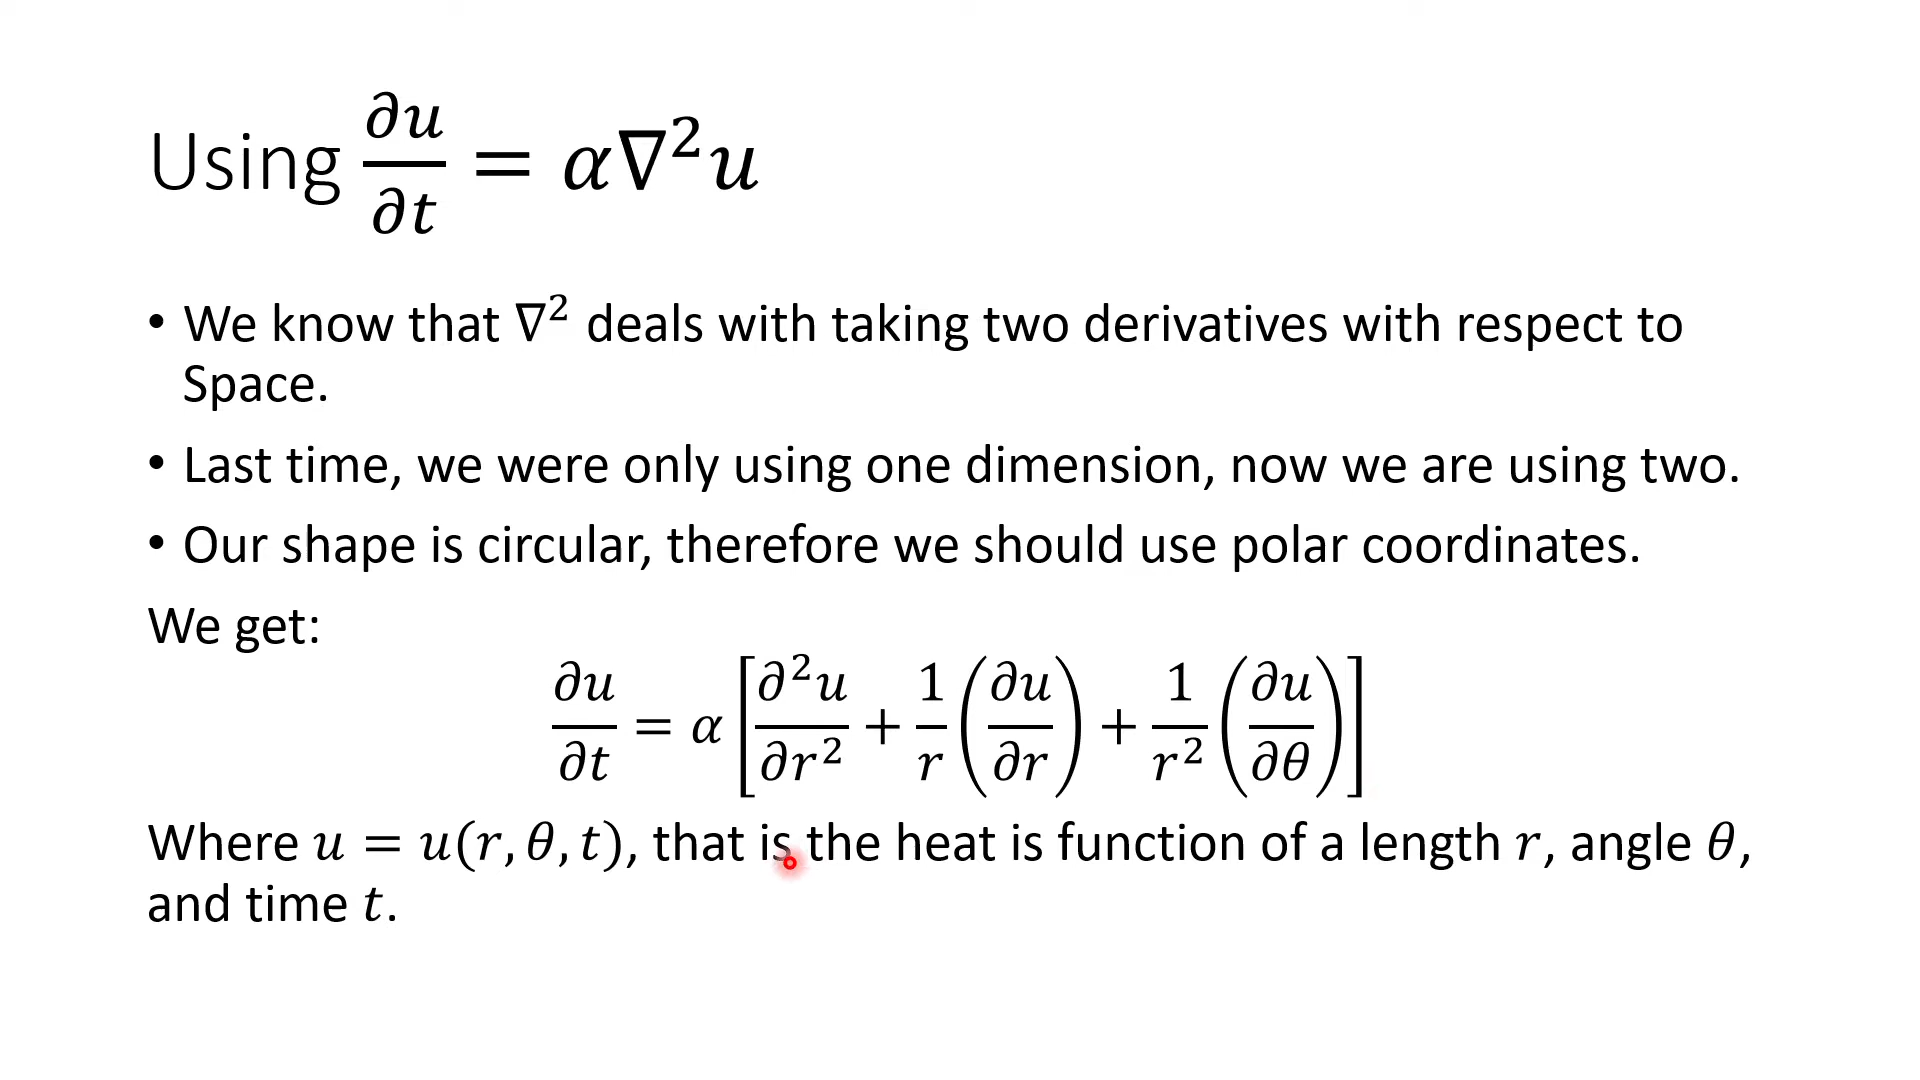 Using ∂u/∂t = α∇²u
• We know that ∇² deals with taking two derivatives with respect to
Space.
• Last time, we were only using one dimension, now we are using two.
• Our shape is circular, therefore we should use polar coordinates.
We get:
∂u/∂t = α[∂²u/∂r² + 1/r (∂u/∂r) + 1/r² (∂u/∂θ)]
Where u = u(r, θ, t), that is the heat is function of a length r, angle θ,
and time t.